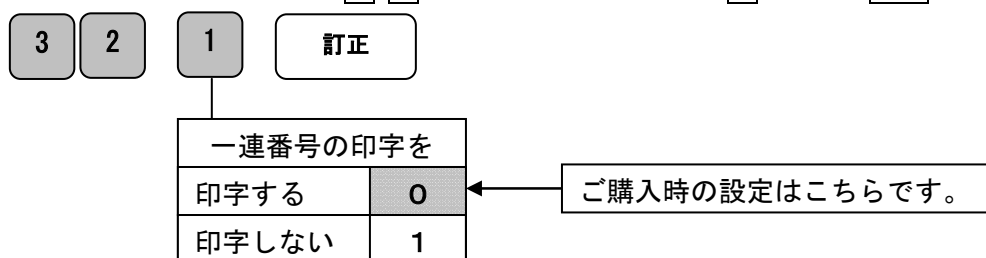 3 2 1 訂正
一連番号の印字を
印字する 0
ご購入時の設定はこちらです。
印字しない 1